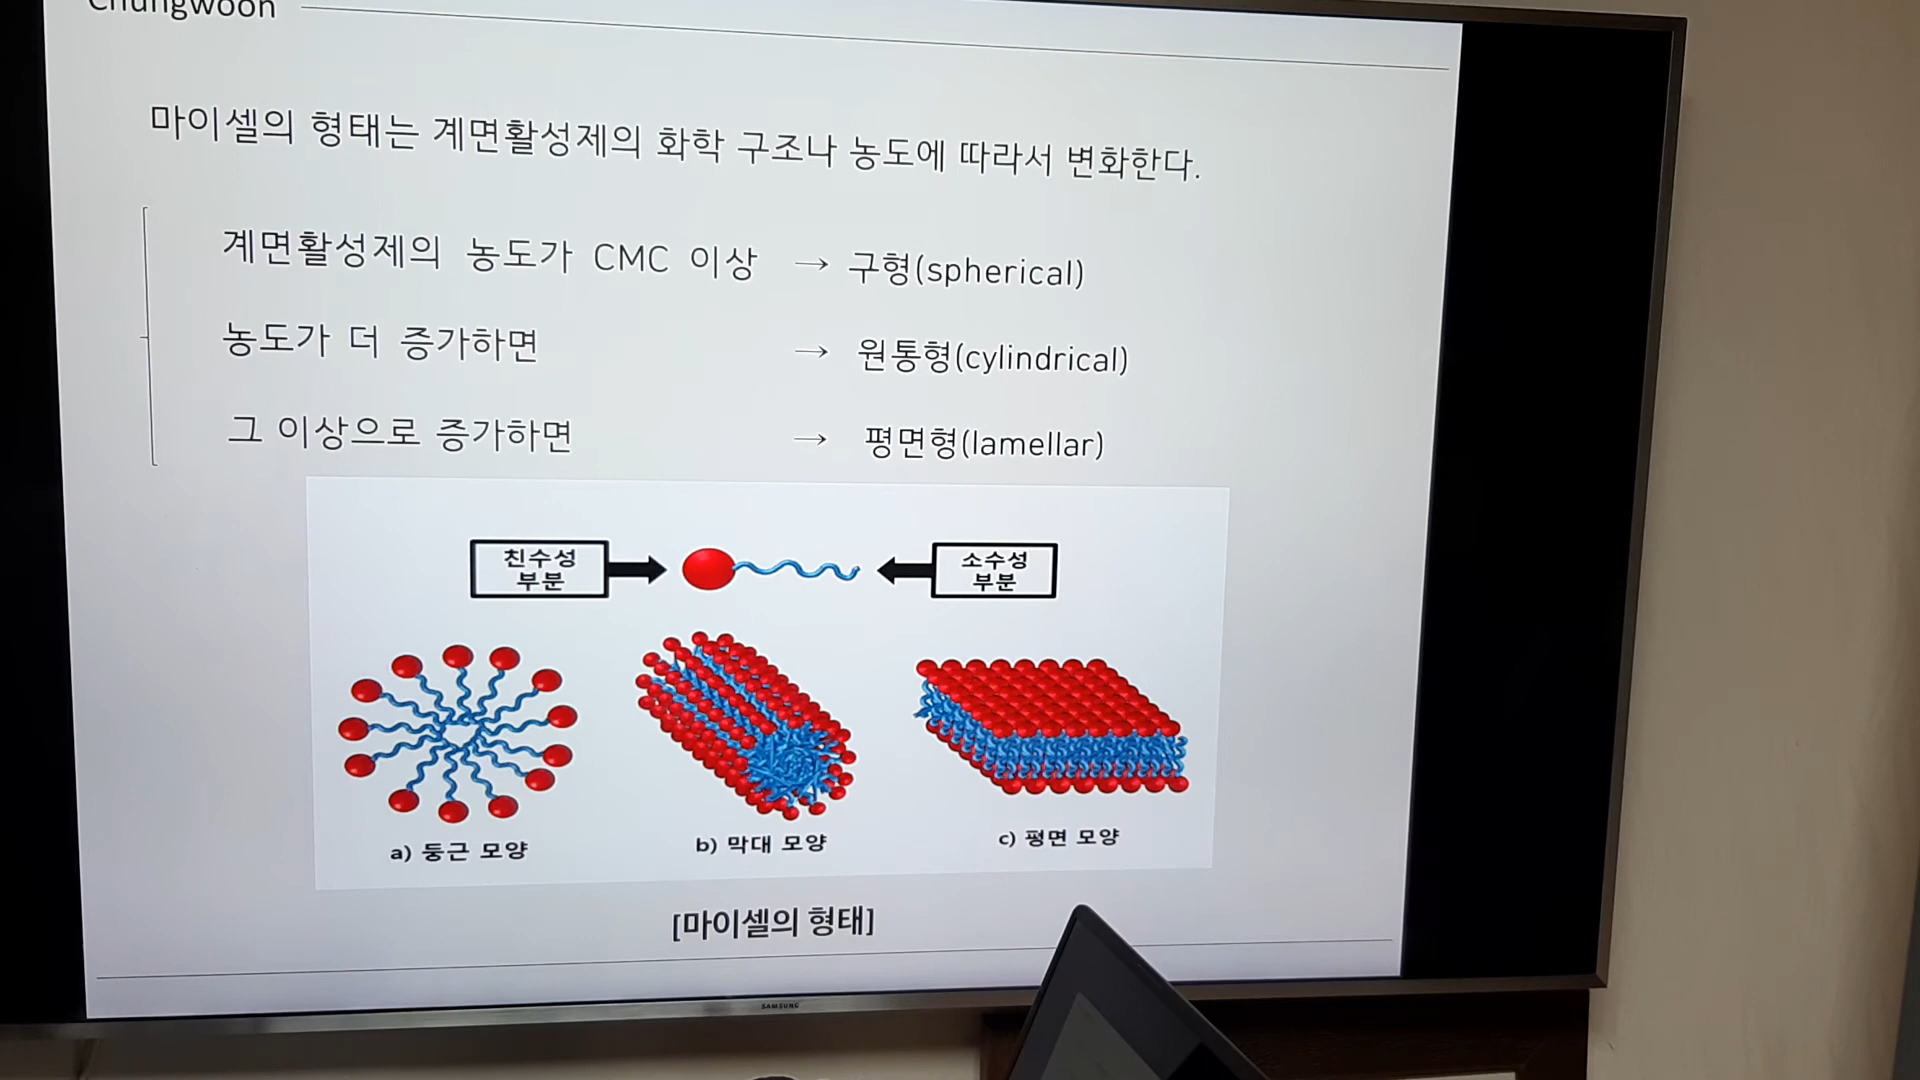 Chungwoon
마이셀의 형태는 계면활성제의 화학 구조나 농도에 따라서 변화한다.
계면활성제의 농도가 CMC 이상 → 구형(spherical)
농도가 더 증가하면 → 원통형(cylindrical)
그 이상으로 증가하면 → 평면형(lamellar)
친수성
부분
소수성
부분
a) 둥근 모양
b) 막대 모양
c) 평면 모양
[마이셀의 형태]
SAMSUNG